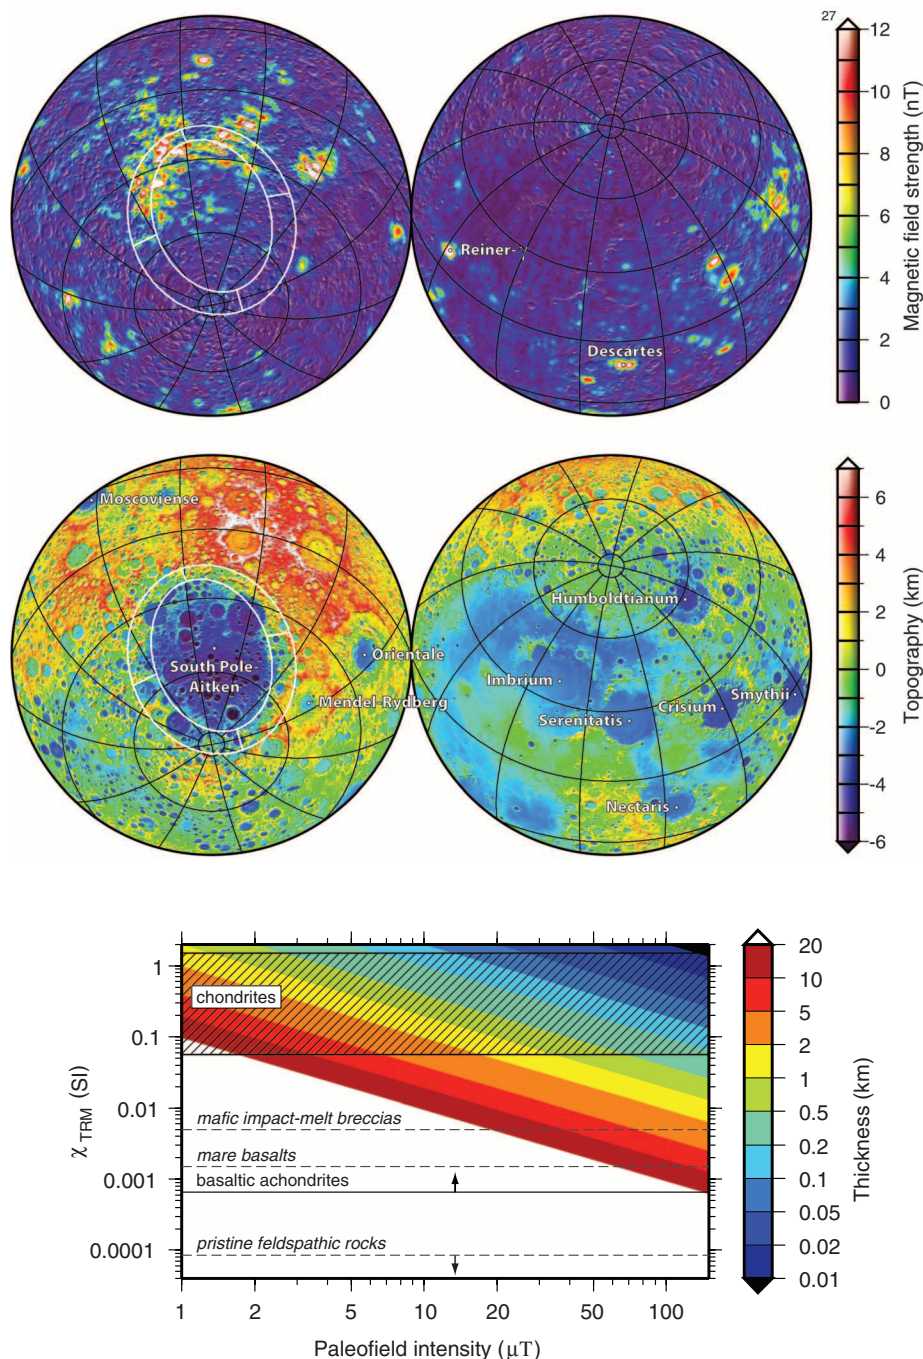 27
12
10
8
6
4
2
0
Magnetic field strength (nT)
Reiner-γ
Descartes
Moscoviense
South Pole-
Aitken
Orientale
Mendel-Rydberg
Humboldtianum
Imbrium
Serenitatis
Crisium
Smythii
Nectaris
6
4
2
0
-2
-4
-6
Topography (km)
1
0.1
0.01
0.001
0.0001
χTRM (SI)
chondrites
mafic impact-melt breccias
mare basalts
basaltic achondrites
pristine feldspathic rocks
1 2 5 10 20 50 100
Paleofield intensity (μT)
20
10
5
2
1
0.5
0.2
0.1
0.05
0.02
0.01
Thickness (km)